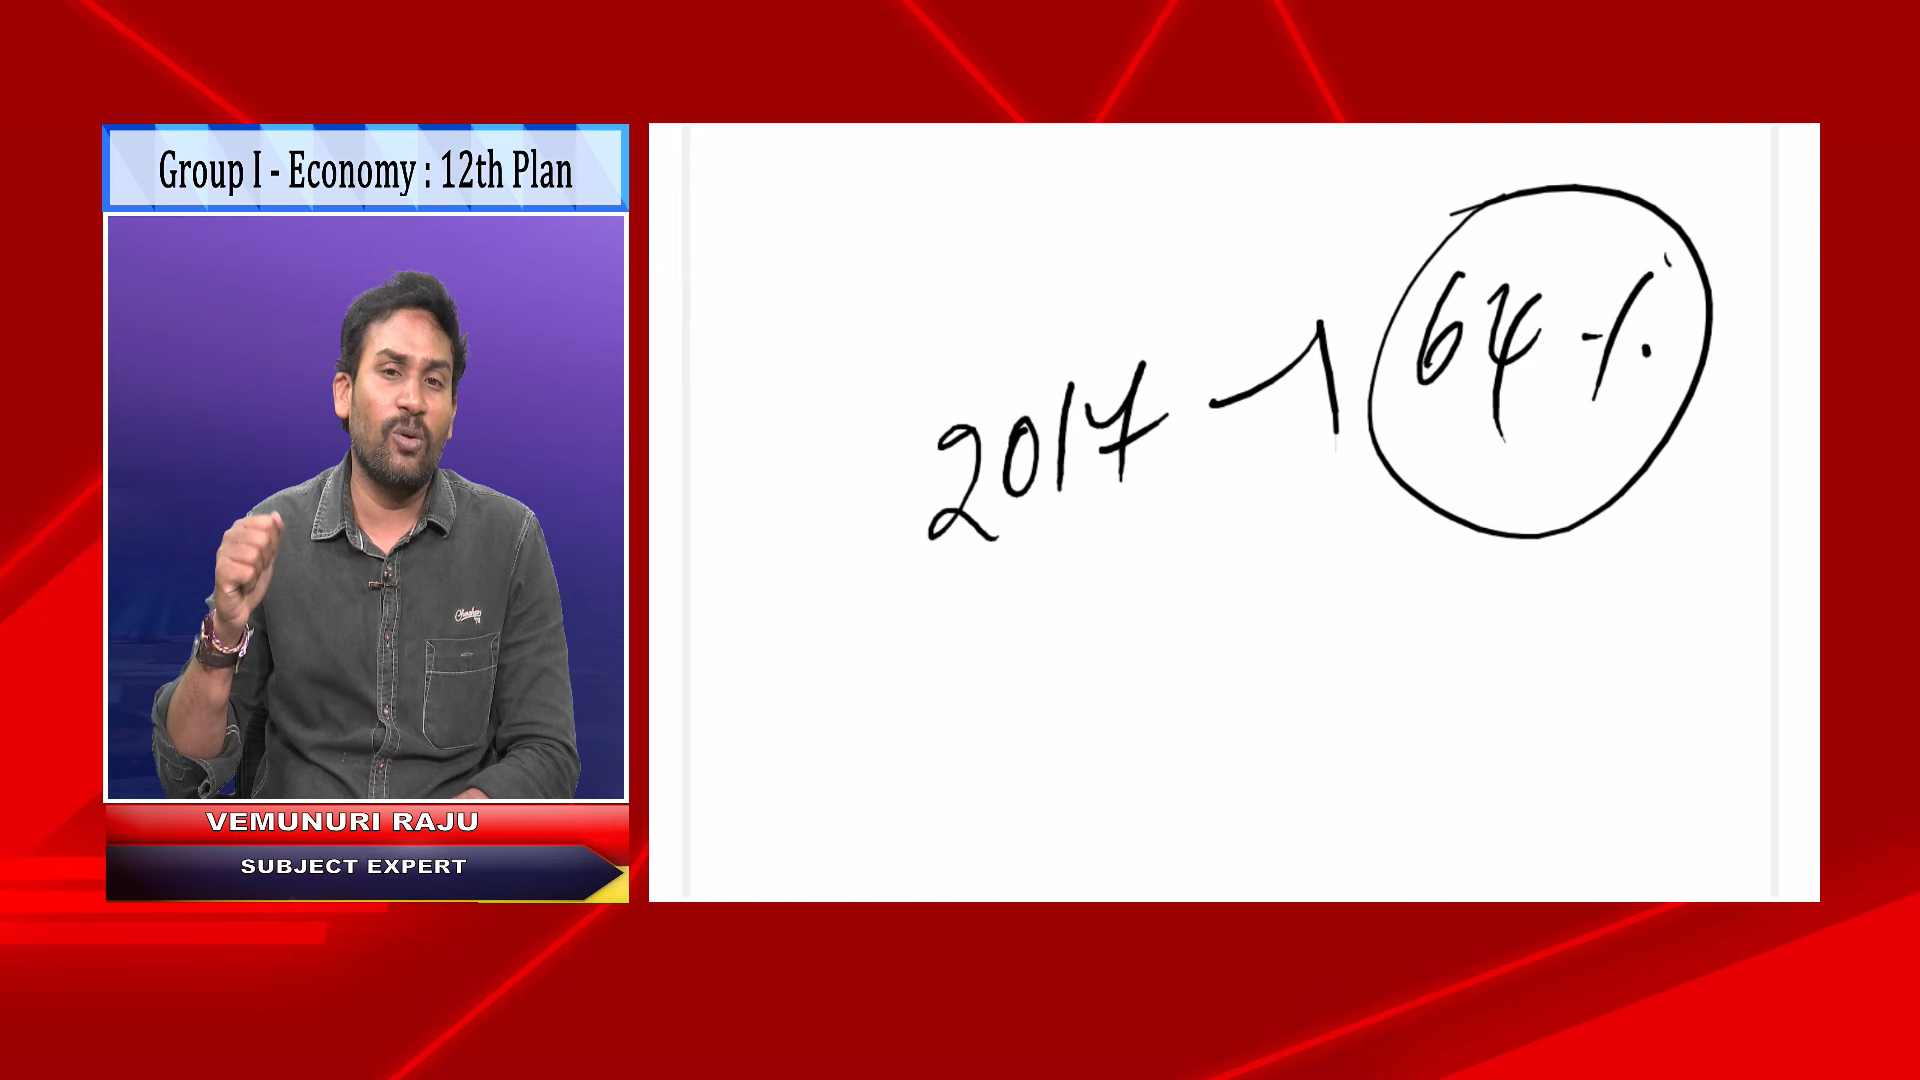 Group I - Economy : 12th Plan
2017
64 %
VEMUNURI RAJU
SUBJECT EXPERT